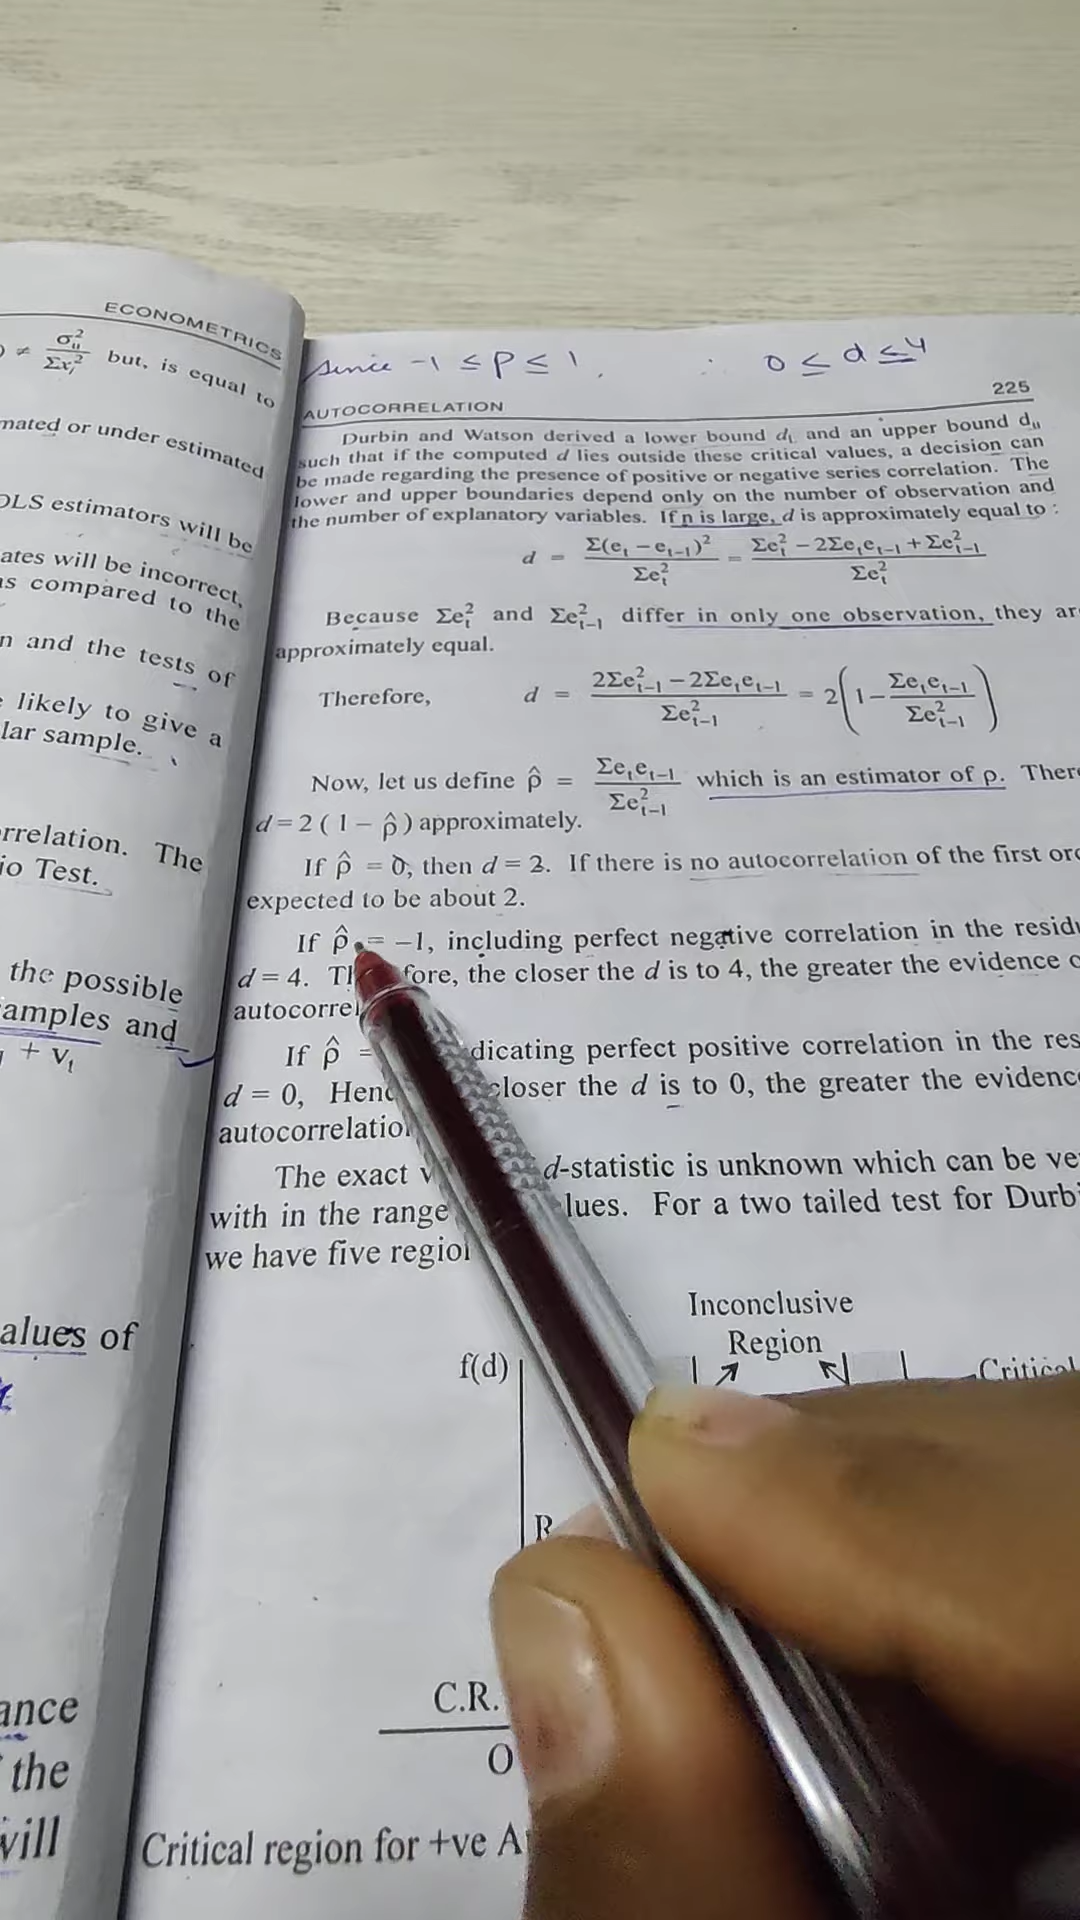 ECONOMETRICS
≠ σ²u / Σx²i but, is equal to
mated or under estimated
OLS estimators will be
ates will be incorrect,
as compared to the
n and the tests of
likely to give a
lar sample.
orrelation. The
io Test.
the possible
amples and
+ vt
alues of
ance
the
will
since -1 ≤ ρ ≤ 1, ∴ 0 ≤ d ≤ 4
225
AUTOCORRELATION
Durbin and Watson derived a lower bound dL and an upper bound du
such that if the computed d lies outside these critical values, a decision can
be made regarding the presence of positive or negative series correlation. The
lower and upper boundaries depend only on the number of observation and
the number of explanatory variables. If n is large, d is approximately equal to :
d = Σ(et – et–1)² / Σe²t = Σe²t – 2Σetet–1 + Σe²t–1 / Σe²t
Because Σe²t and Σe²t–1 differ in only one observation, they ar
approximately equal.
Therefore, d = 2Σe²t–1 – 2Σetet–1 / Σe²t–1 = 2(1 – Σetet–1 / Σe²t–1)
Now, let us define ρ̂ = Σetet–1 / Σe²t–1 which is an estimator of ρ. There
d = 2 ( 1 – ρ̂ ) approximately.
If ρ̂ = 0, then d = 2. If there is no autocorrelation of the first ord
expected to be about 2.
If ρ̂ = –1, including perfect negative correlation in the resid
d = 4. Th fore, the closer the d is to 4, the greater the evidence o
autocorrel
If ρ̂ = dicating perfect positive correlation in the res
d = 0, Henc closer the d is to 0, the greater the evidence
autocorrelation
The exact v d-statistic is unknown which can be ve
with in the range lues. For a two tailed test for Durbi
we have five region
Inconclusive
Region
f(d)
Critical
R
C.R.
O
Critical region for +ve A